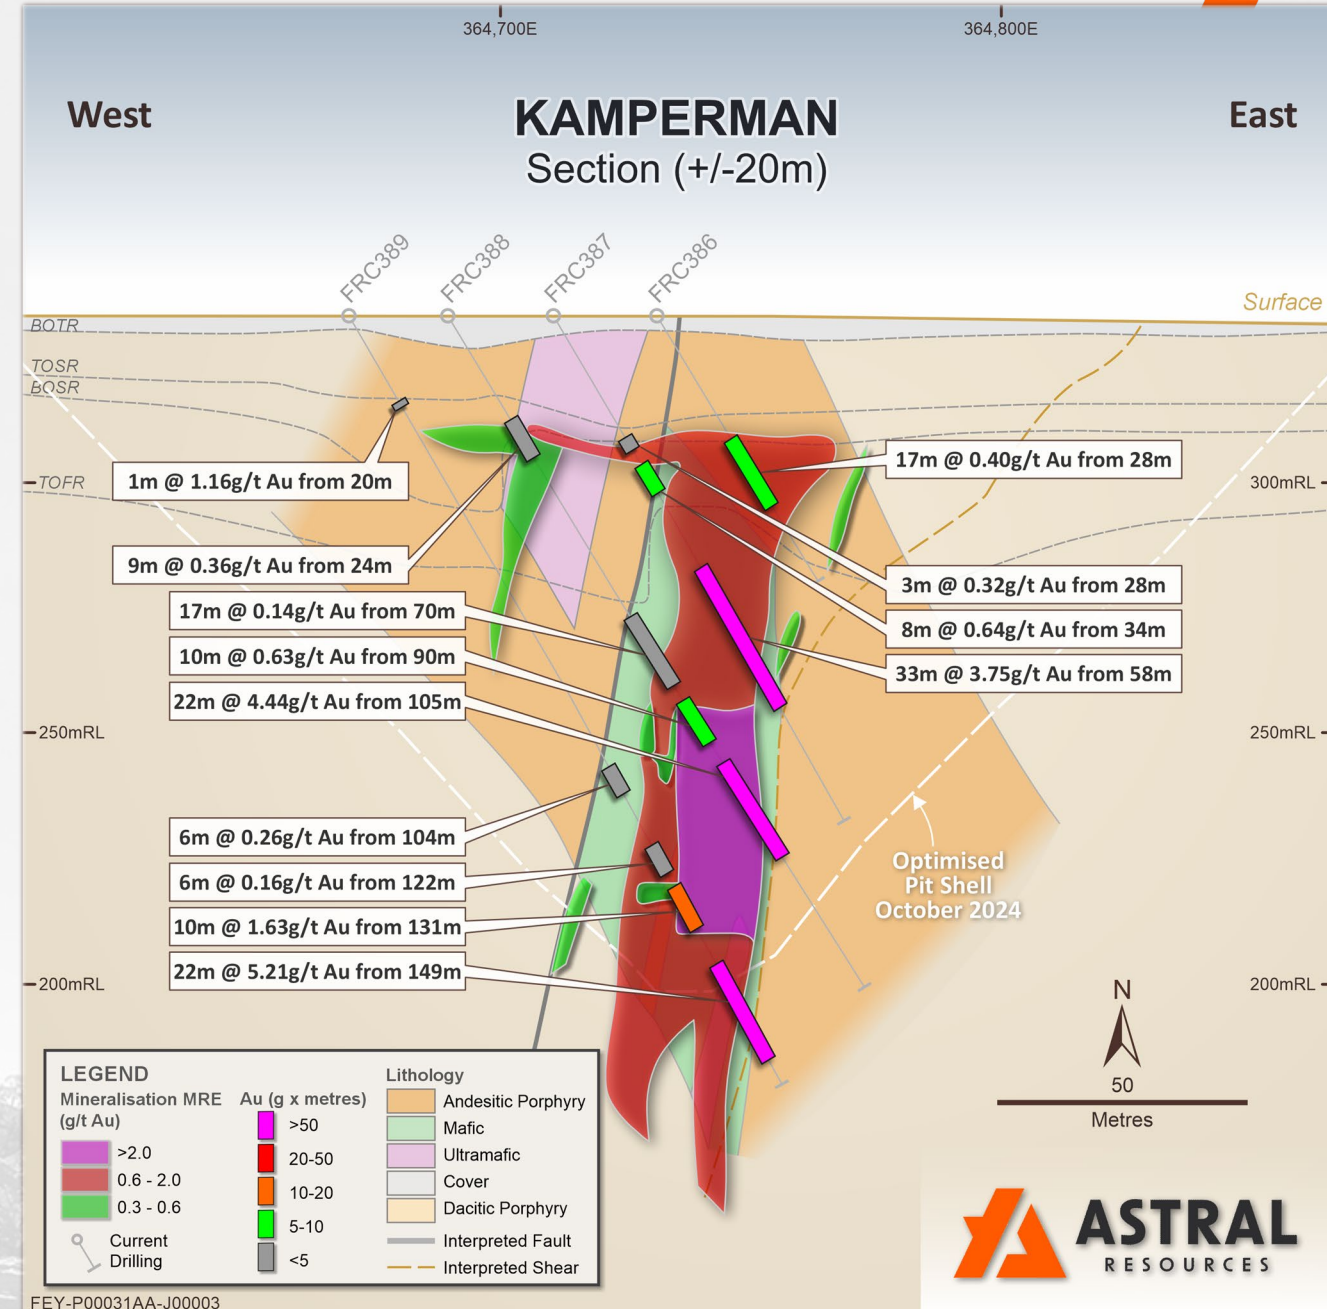 364,700E
364,800E
West
KAMPERMAN
East
Section (+/-20m)
FRC389
FRC388
FRC387
FRC386
Surface
BOTR
TOSR
BOSR
TOFR
300mRL
250mRL
250mRL
200mRL
200mRL
1m @ 1.16g/t Au from 20m
9m @ 0.36g/t Au from 24m
17m @ 0.14g/t Au from 70m
10m @ 0.63g/t Au from 90m
22m @ 4.44g/t Au from 105m
6m @ 0.26g/t Au from 104m
6m @ 0.16g/t Au from 122m
10m @ 1.63g/t Au from 131m
22m @ 5.21g/t Au from 149m
17m @ 0.40g/t Au from 28m
3m @ 0.32g/t Au from 28m
8m @ 0.64g/t Au from 34m
33m @ 3.75g/t Au from 58m
Optimised
Pit Shell
October 2024
N
50
Metres
LEGEND
Mineralisation MRE
(g/t Au)
>2.0
0.6 - 2.0
0.3 - 0.6
Current
Drilling
Au (g x metres)
>50
20-50
10-20
5-10
<5
Lithology
Andesitic Porphyry
Mafic
Ultramafic
Cover
Dacitic Porphyry
Interpreted Fault
Interpreted Shear
ASTRAL
RESOURCES
FEY-P00031AA-J00003